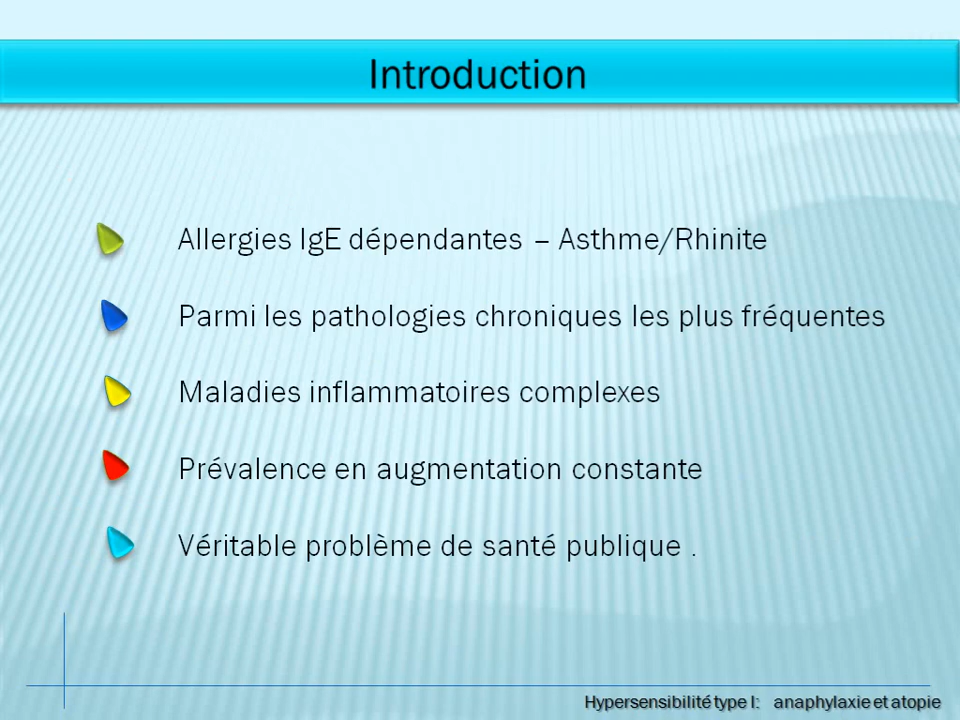 Introduction
Allergies IgE dépendantes – Asthme/Rhinite
Parmi les pathologies chroniques les plus fréquentes
Maladies inflammatoires complexes
Prévalence en augmentation constante
Véritable problème de santé publique .
Hypersensibilité type I: anaphylaxie et atopie